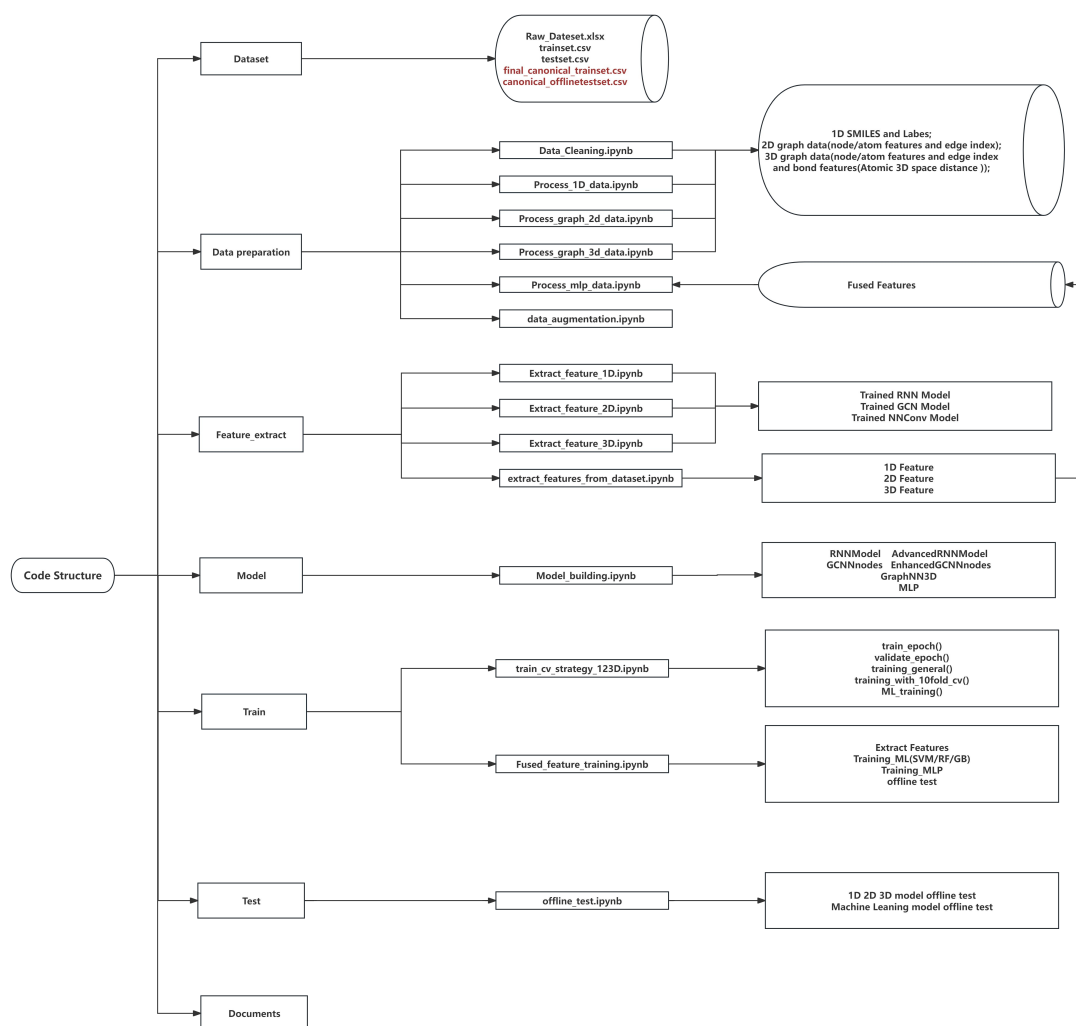 Code Structure
Dataset
Raw_Dateset.xlsx
trainset.csv
testset.csv
final_canonical_trainset.csv
canonical_offlinetestset.csv
Data preparation
Data_Cleaning.ipynb
Process_1D_data.ipynb
Process_graph_2d_data.ipynb
Process_graph_3d_data.ipynb
Process_mlp_data.ipynb
data_augmentation.ipynb
1D SMILES and Labes;
2D graph data(node/atom features and edge index);
3D graph data(node/atom features and edge index
and bond features(Atomic 3D space distance ));
Fused Features
Feature_extract
Extract_feature_1D.ipynb
Extract_feature_2D.ipynb
Extract_feature_3D.ipynb
extract_features_from_dataset.ipynb
Trained RNN Model
Trained GCN Model
Trained NNConv Model
1D Feature
2D Feature
3D Feature
Model
Model_building.ipynb
RNNModel AdvancedRNNModel
GCNNnodes EnhancedGCNNnodes
GraphNN3D
MLP
Train
train_cv_strategy_123D.ipynb
train_epoch()
validate_epoch()
training_general()
training_with_10fold_cv()
ML_training()
Fused_feature_training.ipynb
Extract Features
Training_ML(SVM/RF/GB)
Training_MLP
offline test
Test
offline_test.ipynb
1D 2D 3D model offline test
Machine Leaning model offline test
Documents